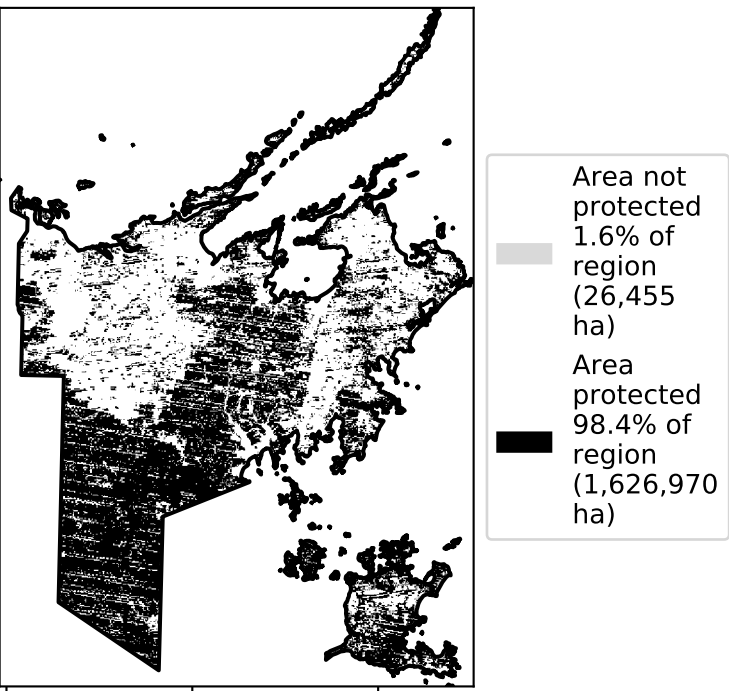 Area not
protected
1.6% of
region
(26,455
ha)
Area
protected
98.4% of
region
(1,626,970
ha)